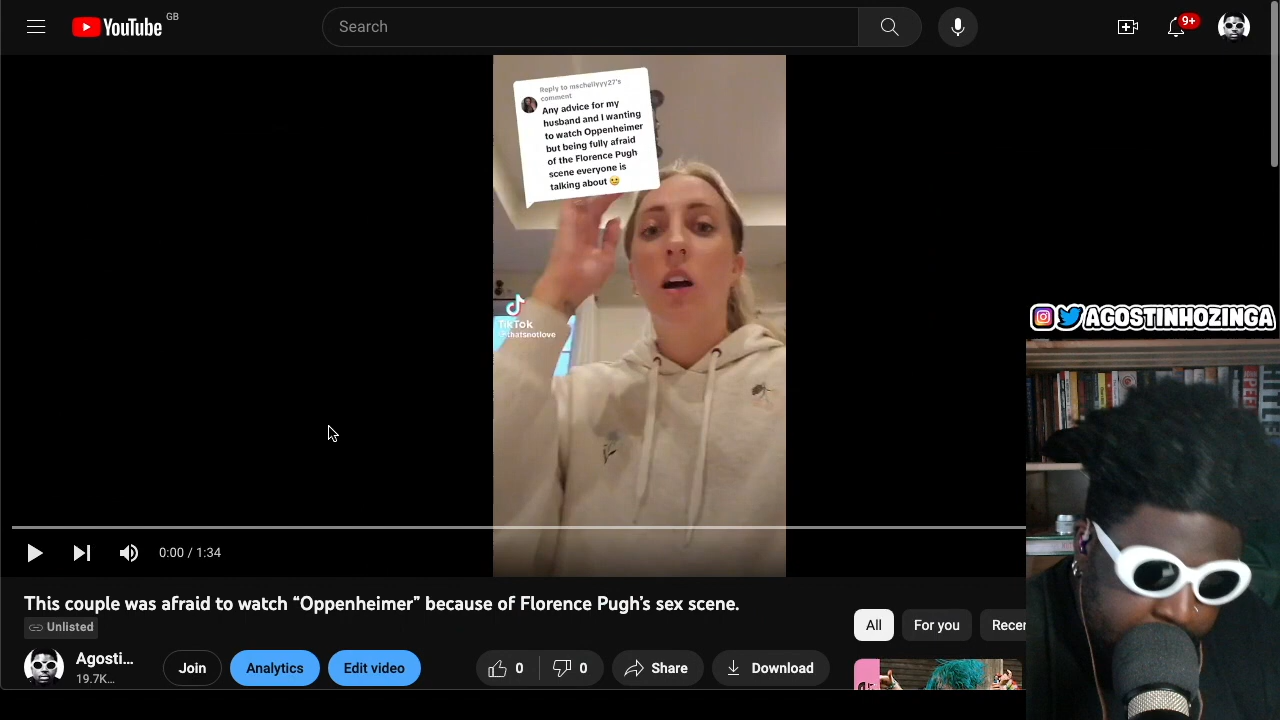 YouTube
GB
Search
9+
Reply to mschellyyy27's
comment
Any advice for my
husband and I wanting
to watch Oppenheimer
but being fully afraid
of the Florence Pugh
scene everyone is
talking about
TikTok
@thatsnotlove
AGOSTINHOZINGA
0:00 / 1:34
This couple was afraid to watch “Oppenheimer” because of Florence Pugh’s sex scene.
Unlisted
All
For you
Recen
Agosti...
19.7K...
Join
Analytics
Edit video
0
0
Share
Download